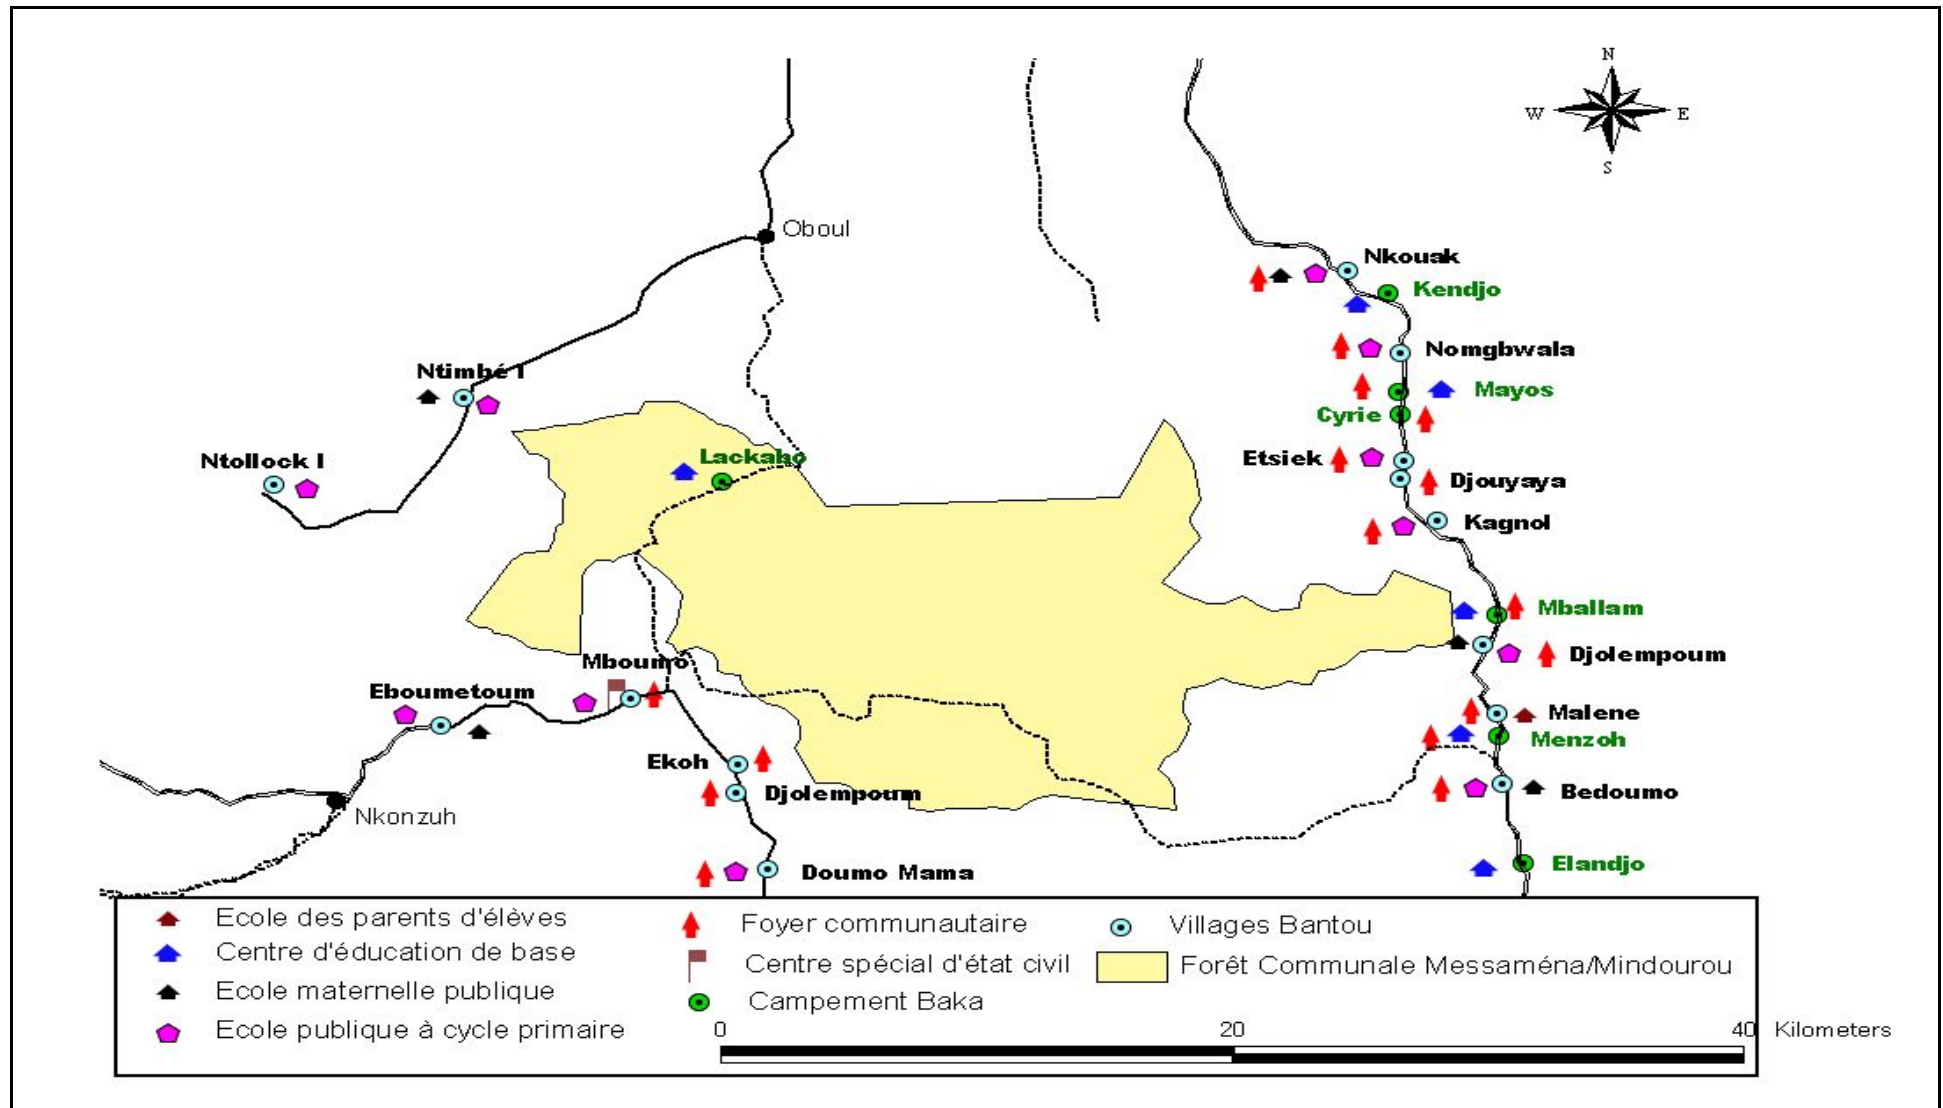 N
W E
S
Oboul
Nkouak
Kendjo
Nomgbwala
Mayos
Cyrie
Ntimbé I
Ntollock I
Lackaho
Etsiek
Djouyaya
Kagnol
Mballam
Djolempoum
Mboumo
Eboumetoum
Malene
Menzoh
Ekoh
Djolempoum
Bedoumo
Nkonzuh
Doumo Mama
Elandjo
Ecole des parents d'élèves
Centre d'éducation de base
Ecole maternelle publique
Ecole publique à cycle primaire
Foyer communautaire
Centre spécial d'état civil
Campement Baka
Villages Bantou
Forêt Communale Messaména/Mindourou
0 20 40 Kilometers